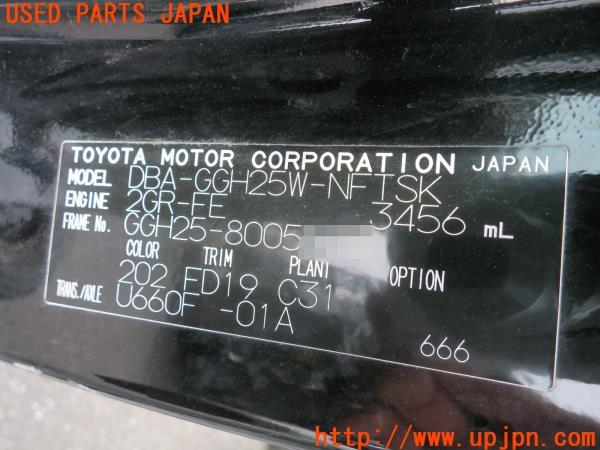 USED PARTS JAPAN
TOYOTA MOTOR CORPORATION JAPAN
MODEL DBA-GGH25W-NFTSK
ENGINE 2GR-FE 3456 mL
FRAME No. GGH25-8005
COLOR TRIM PLANT OPTION
202 FD19 C31
TRANS./AXLE U660F -01A
666
http://www.upjpn.com/